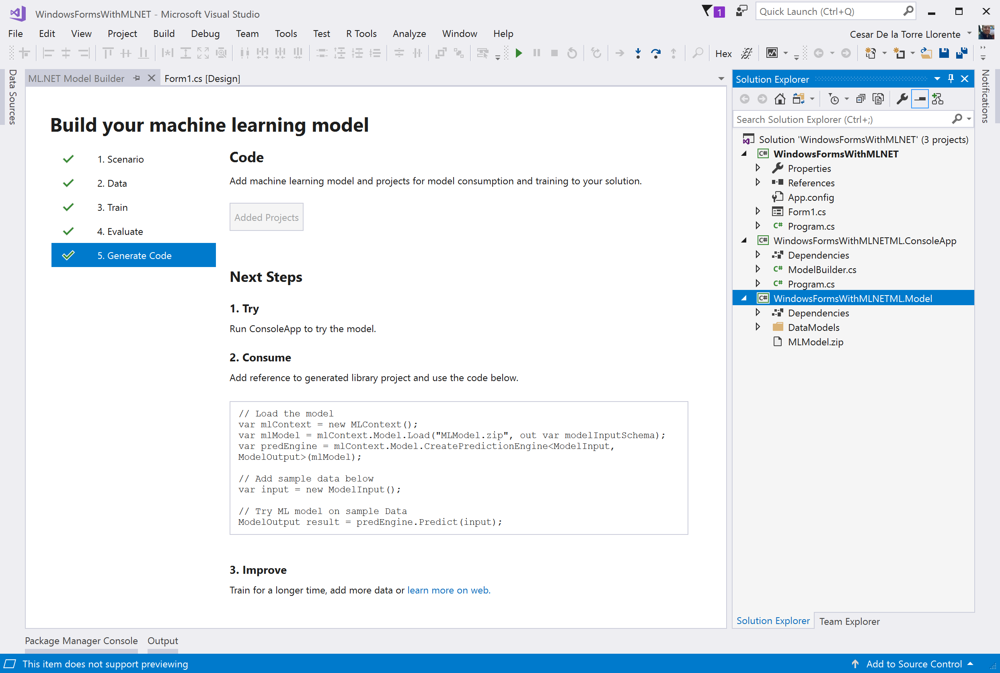 WindowsFormsWithMLNET - Microsoft Visual Studio
1
Quick Launch (Ctrl+Q)
File Edit View Project Build Debug Team Tools Test R Tools Analyze Window Help
Cesar De la Torre Llorente
Hex
Data Sources
ML.NET Model Builder
Form1.cs [Design]
Build your machine learning model
1. Scenario
2. Data
3. Train
4. Evaluate
5. Generate Code
Code
Add machine learning model and projects for model consumption and training to your solution.
Added Projects
Next Steps
1. Try
Run ConsoleApp to try the model.
2. Consume
Add reference to generated library project and use the code below.
// Load the model
var mlContext = new MLContext();
var mlModel = mlContext.Model.Load("MLModel.zip", out var modelInputSchema);
var predEngine = mlContext.Model.CreatePredictionEngine<ModelInput,
ModelOutput>(mlModel);
// Add sample data below
var input = new ModelInput();
// Try ML model on sample Data
ModelOutput result = predEngine.Predict(input);
3. Improve
Train for a longer time, add more data or learn more on web.
Solution Explorer
Search Solution Explorer (Ctrl+;)
Solution 'WindowsFormsWithMLNET' (3 projects)
C# WindowsFormsWithMLNET
Properties
References
App.config
Form1.cs
C# Program.cs
C# WindowsFormsWithMLNETML.ConsoleApp
Dependencies
C# ModelBuilder.cs
C# Program.cs
C# WindowsFormsWithMLNETML.Model
Dependencies
DataModels
MLModel.zip
Solution Explorer
Team Explorer
Notifications
Package Manager Console
Output
This item does not support previewing
Add to Source Control